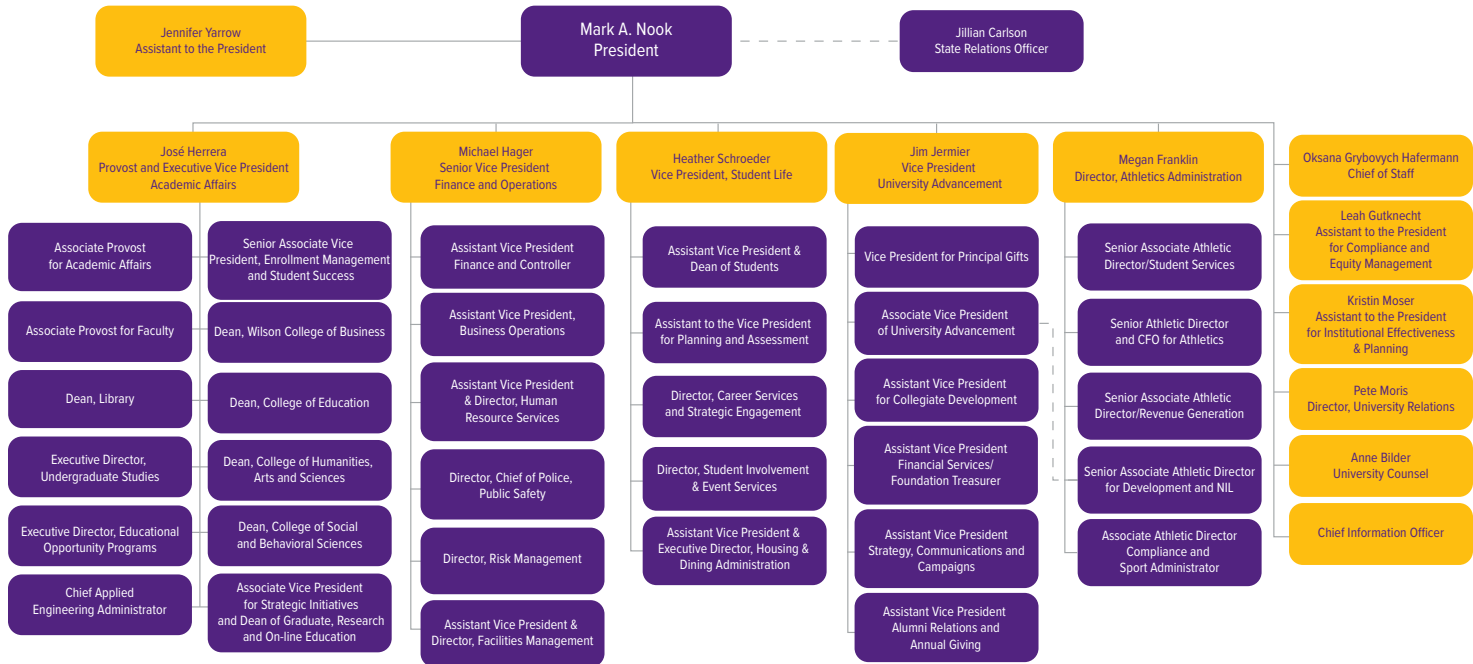 Jennifer Yarrow
Assistant to the President
Mark A. Nook
President
Jillian Carlson
State Relations Officer
José Herrera
Provost and Executive Vice President
Academic Affairs
Michael Hager
Senior Vice President
Finance and Operations
Heather Schroeder
Vice President, Student Life
Jim Jermier
Vice President
University Advancement
Megan Franklin
Director, Athletics Administration
Oksana Grybovych Hafermann
Chief of Staff
Leah Gutknecht
Assistant to the President
for Compliance and
Equity Management
Kristin Moser
Assistant to the President
for Institutional Effectiveness
& Planning
Pete Moris
Director, University Relations
Anne Bilder
University Counsel
Chief Information Officer
Associate Provost
for Academic Affairs
Associate Provost for Faculty
Dean, Library
Executive Director,
Undergraduate Studies
Executive Director, Educational
Opportunity Programs
Chief Applied
Engineering Administrator
Senior Associate Vice
President, Enrollment Management
and Student Success
Dean, Wilson College of Business
Dean, College of Education
Dean, College of Humanities,
Arts and Sciences
Dean, College of Social
and Behavioral Sciences
Associate Vice President
for Strategic Initiatives
and Dean of Graduate, Research
and On-line Education
Assistant Vice President
Finance and Controller
Assistant Vice President,
Business Operations
Assistant Vice President
& Director, Human
Resource Services
Director, Chief of Police,
Public Safety
Director, Risk Management
Assistant Vice President &
Director, Facilities Management
Assistant Vice President &
Dean of Students
Assistant to the Vice President
for Planning and Assessment
Director, Career Services
and Strategic Engagement
Director, Student Involvement
& Event Services
Assistant Vice President &
Executive Director, Housing &
Dining Administration
Vice President for Principal Gifts
Associate Vice President
of University Advancement
Assistant Vice President
for Collegiate Development
Assistant Vice President
Financial Services/
Foundation Treasurer
Assistant Vice President
Strategy, Communications and
Campaigns
Assistant Vice President
Alumni Relations and
Annual Giving
Senior Associate Athletic
Director/Student Services
Senior Athletic Director
and CFO for Athletics
Senior Associate Athletic
Director/Revenue Generation
Senior Associate Athletic Director
for Development and NIL
Associate Athletic Director
Compliance and
Sport Administrator